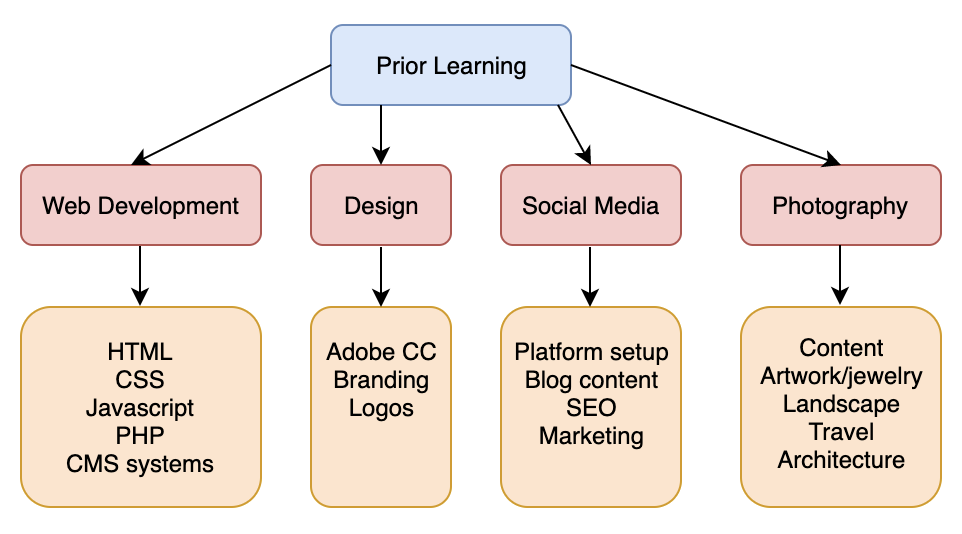 Prior Learning
Web Development
Design
Social Media
Photography
HTML
CSS
Javascript
PHP
CMS systems
Adobe CC
Branding
Logos
Platform setup
Blog content
SEO
Marketing
Content
Artwork/jewelry
Landscape
Travel
Architecture